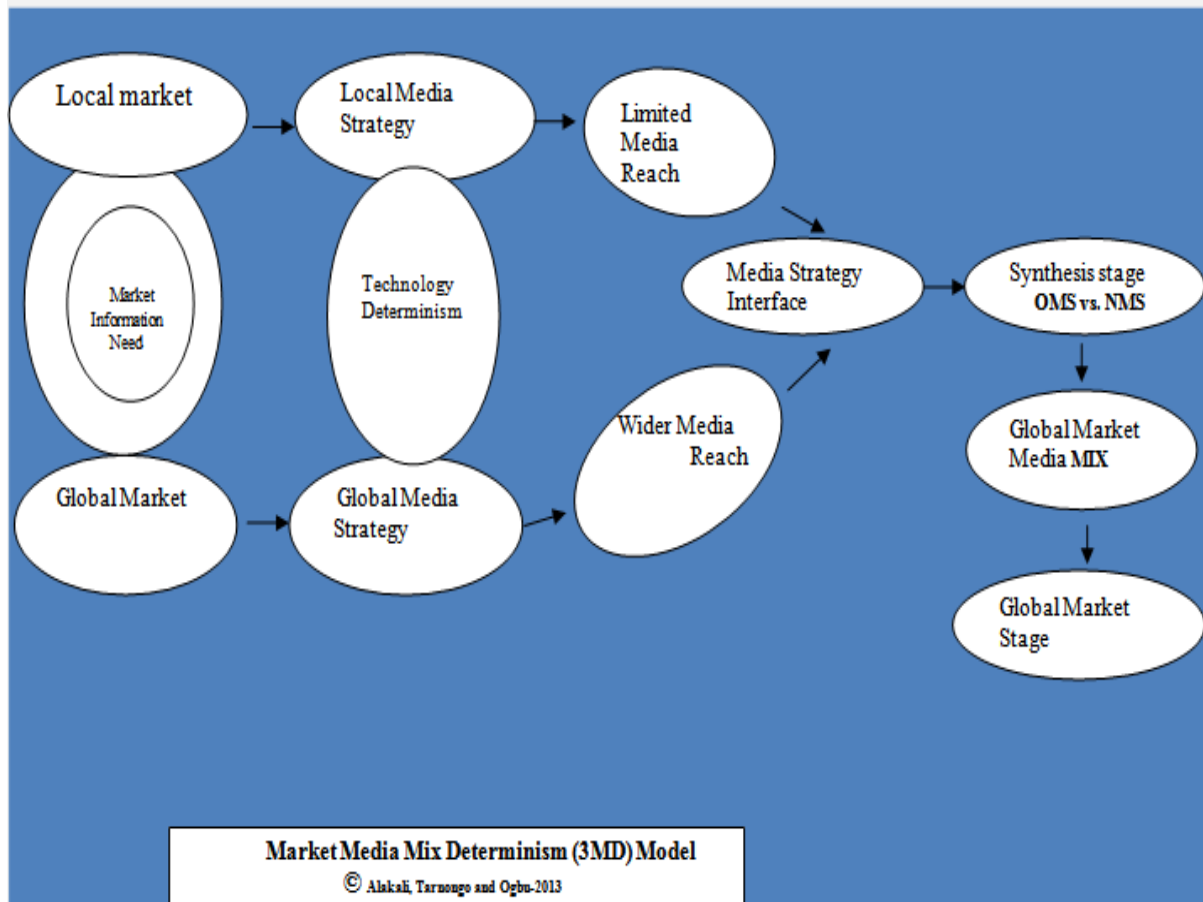 Local market
Local Media
Strategy
Limited
Media
Reach
Market
Information
Need
Technology
Determinism
Media Strategy
Interface
Synthesis stage
OMS vs. NMS
Wider Media
Reach
Global Market
Media MIX
Global Market
Global Media
Strategy
Global Market
Stage
Market Media Mix Determinism (3MD) Model
© Alakali, Tarnongo and Ogbu-2013